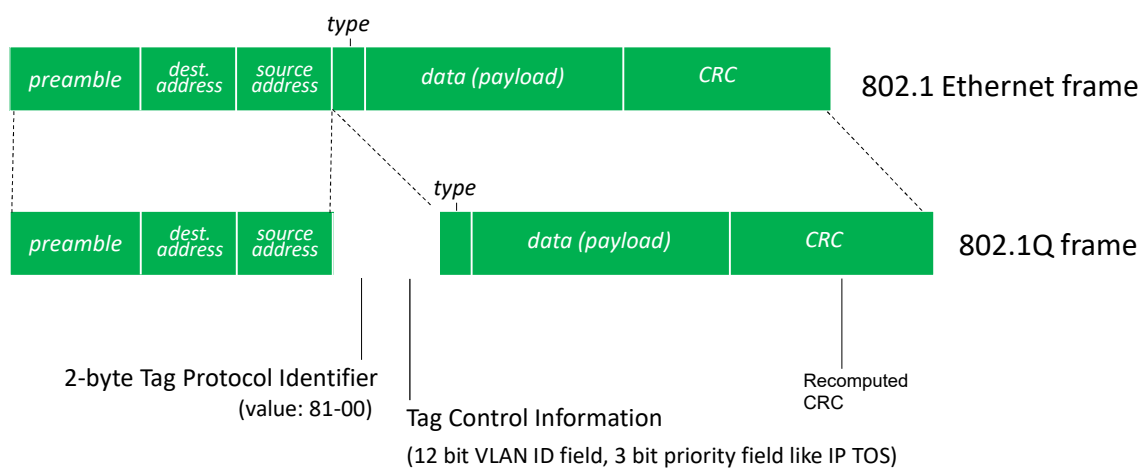 type
preamble
dest.
address
source
address
data (payload)
CRC
802.1 Ethernet frame
type
preamble
dest.
address
source
address
data (payload)
CRC
802.1Q frame
2-byte Tag Protocol Identifier
(value: 81-00)
Tag Control Information
(12 bit VLAN ID field, 3 bit priority field like IP TOS)
Recomputed
CRC